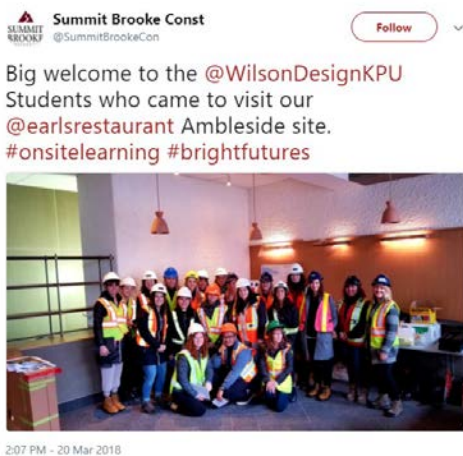 Summit Brooke Const
SUMMIT
BROOKE
@SummitBrookeCon
Follow
Big welcome to the @WilsonDesignKPU
Students who came to visit our
@earlsrestaurant Ambleside site.
#onsitelearning #brightfutures
2:07 PM - 20 Mar 2018